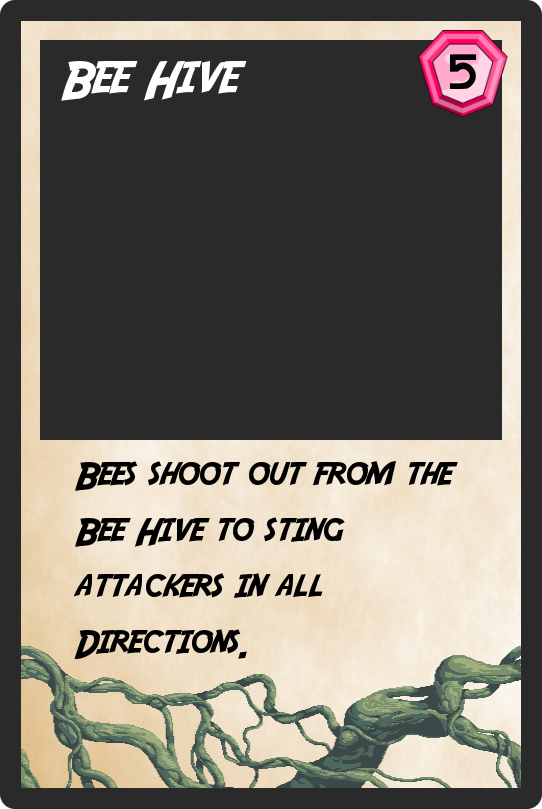 Bee Hive
5
Bees shoot out from the
Bee Hive to sting
attackers in all
Directions.